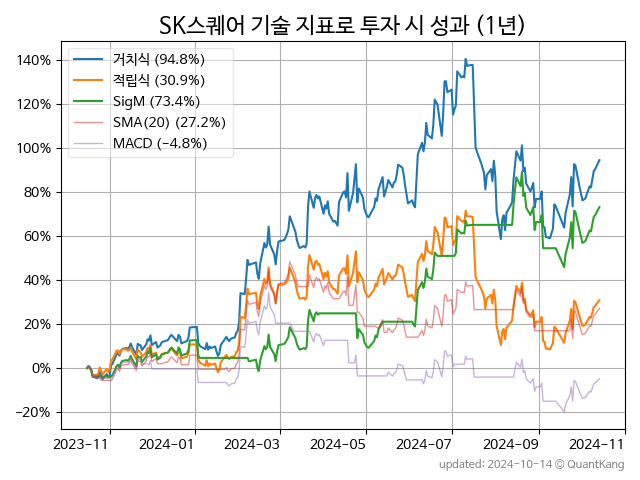 SK스퀘어 기술 지표로 투자 시 성과 (1년)
거치식 (94.8%)
적립식 (30.9%)
SigM (73.4%)
SMA(20) (27.2%)
MACD (−4.8%)
140%
120%
100%
80%
60%
40%
20%
0%
−20%
2023-11 2024-01 2024-03 2024-05 2024-07 2024-09 2024-11
updated: 2024-10-14 © QuantKang